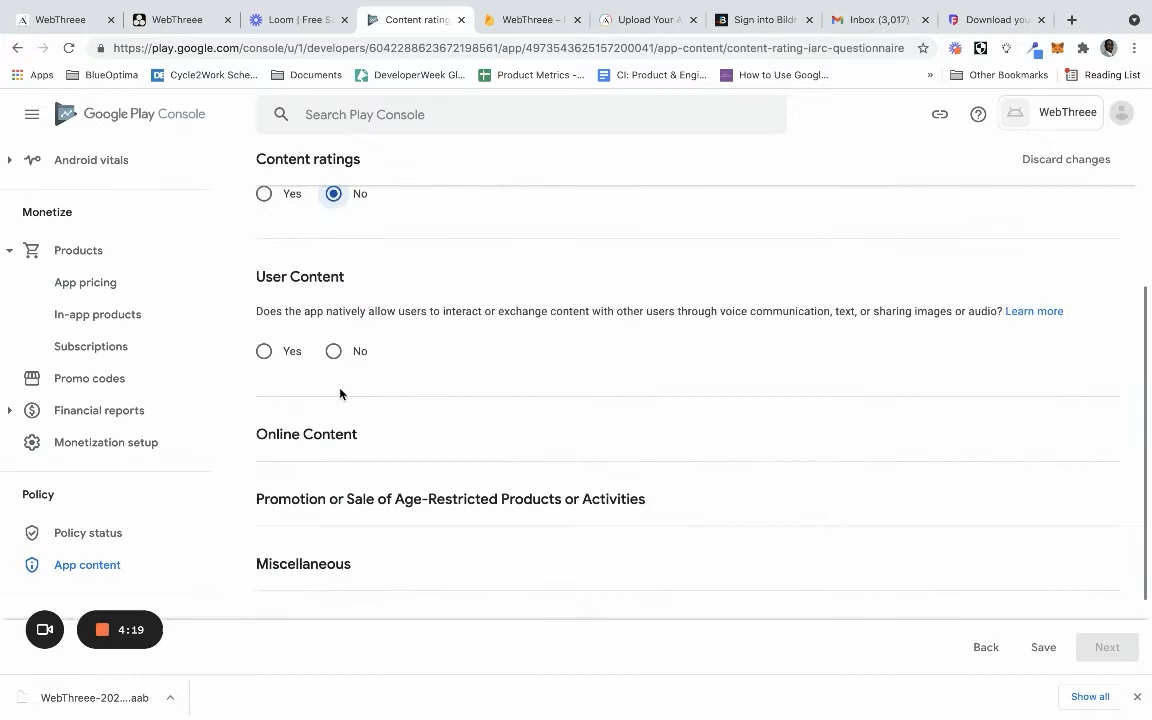 WebThreee
WebThreee
Loom | Free S
Content rating
WebThreee –
Upload Your A
Sign into Bildr
Inbox (3,017)
Download you
https://play.google.com/console/u/1/developers/6042288623672198561/app/4973543625157200041/app-content/content-rating-iarc-questionnaire
Apps
BlueOptima
Cycle2Work Sche...
Documents
DeveloperWeek Gl...
Product Metrics -...
CI: Product & Engi...
How to Use Googl...
»
Other Bookmarks
Reading List
Google Play Console
Search Play Console
WebThreee
Android vitals
Content ratings
Discard changes
Yes
No
Monetize
Products
App pricing
In-app products
Subscriptions
Promo codes
Financial reports
Monetization setup
Policy
Policy status
App content
User Content
Does the app natively allow users to interact or exchange content with other users through voice communication, text, or sharing images or audio? Learn more
Yes
No
Online Content
Promotion or Sale of Age-Restricted Products or Activities
Miscellaneous
4:19
Back
Save
Next
WebThreee-202....aab
Show all